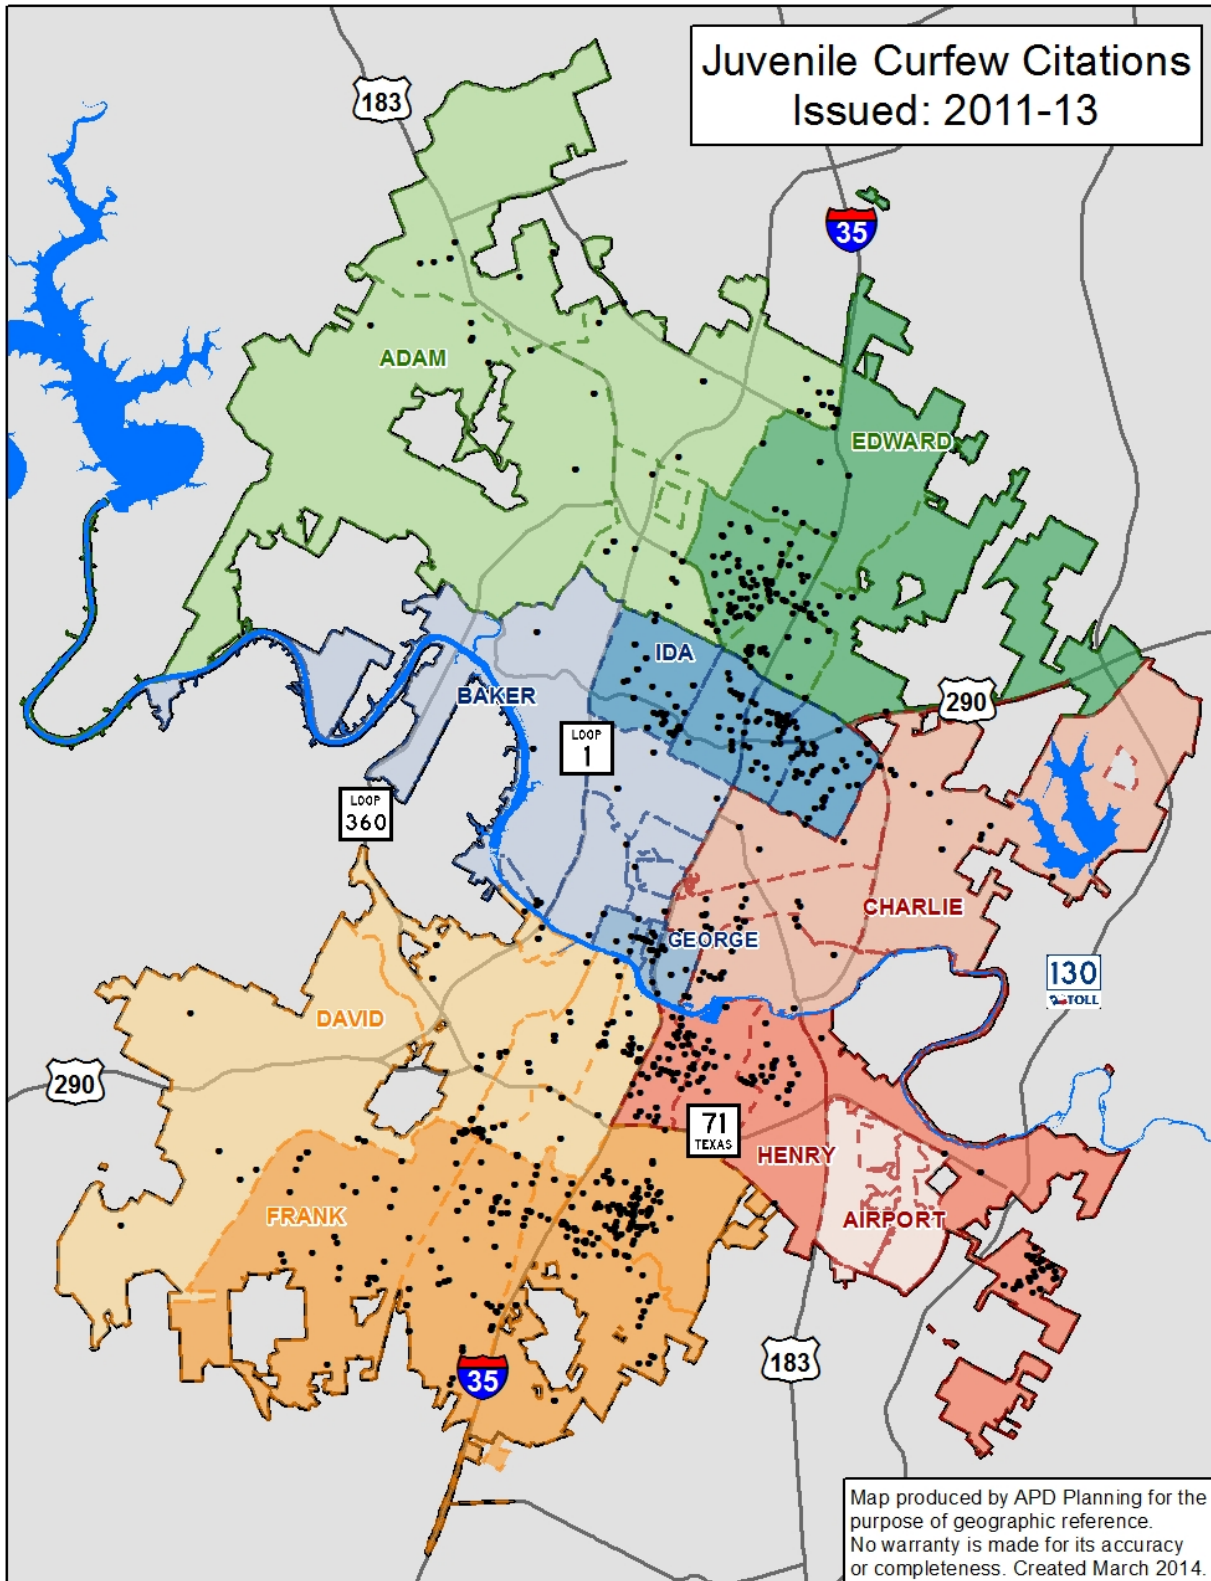 Juvenile Curfew Citations
Issued: 2011-13
183
35
ADAM
EDWARD
IDA
BAKER
290
LOOP
1
LOOP
360
CHARLIE
GEORGE
130
TOLL
DAVID
290
71
TEXAS
HENRY
FRANK
AIRPORT
183
35
Map produced by APD Planning for the
purpose of geographic reference.
No warranty is made for its accuracy
or completeness. Created March 2014.